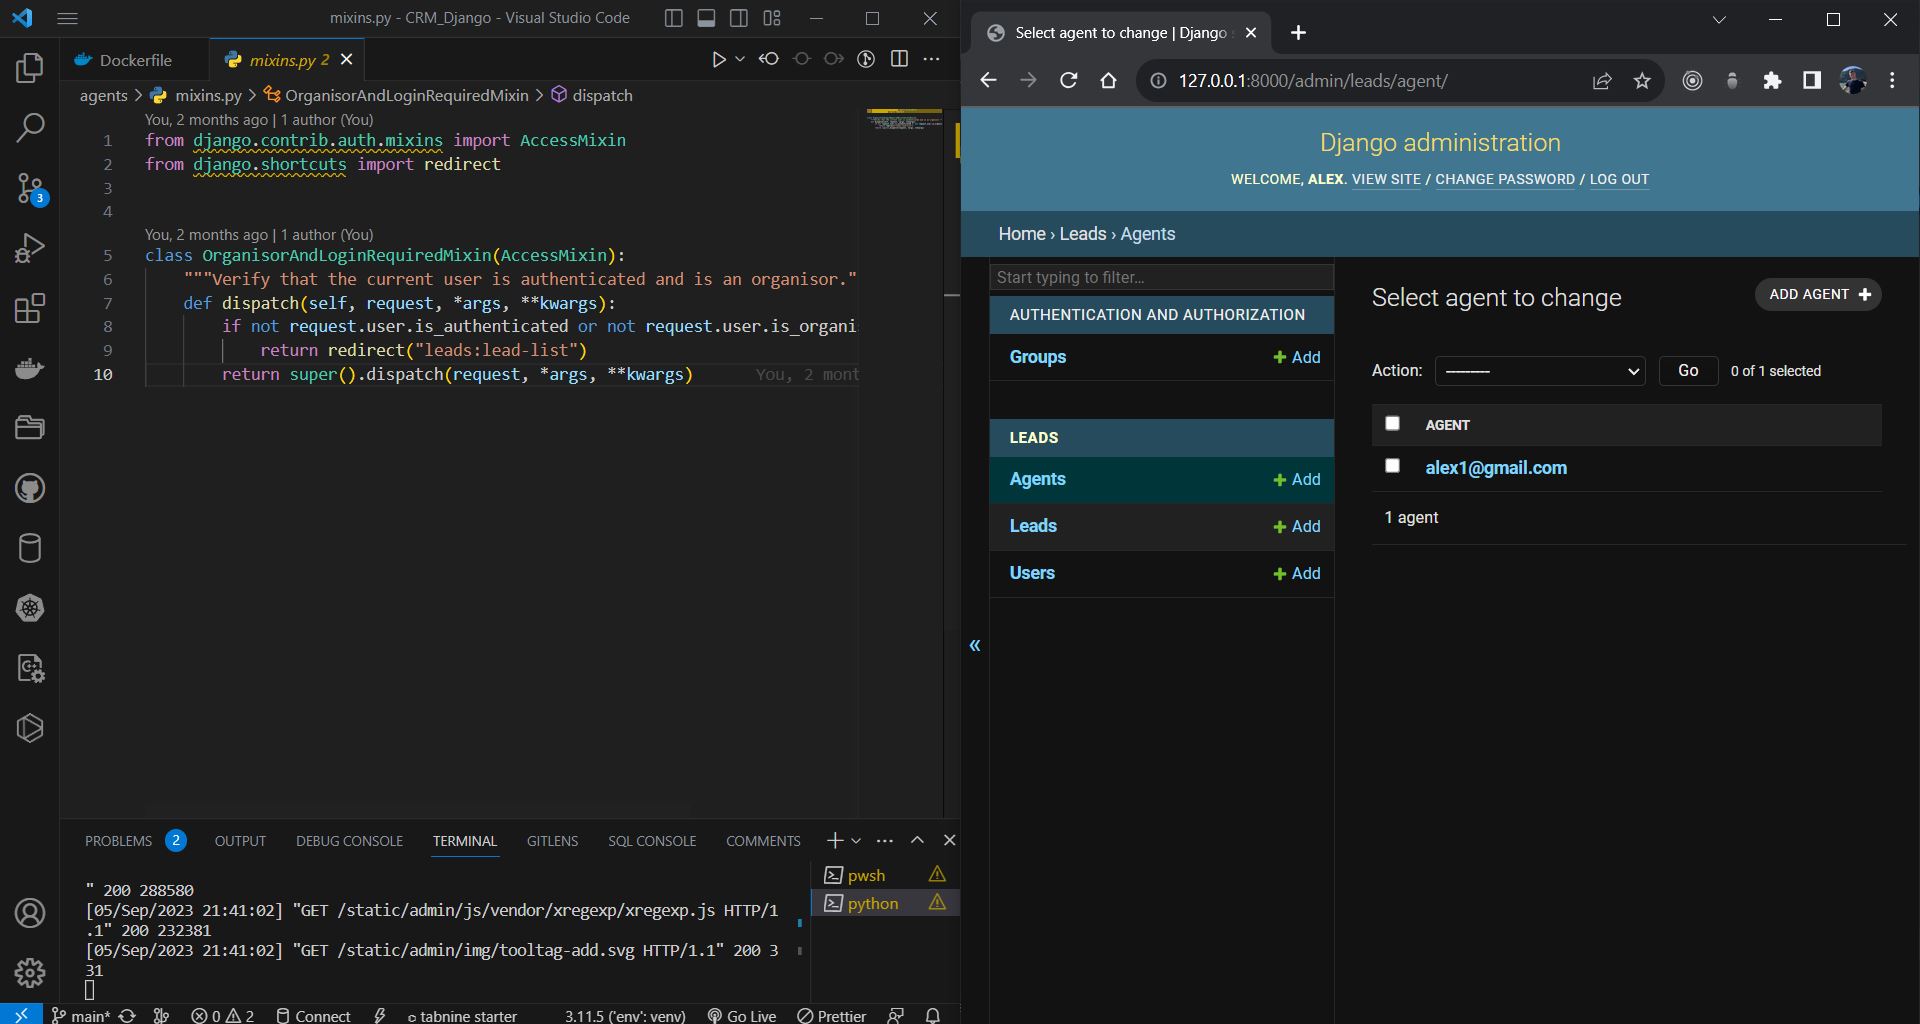 mixins.py - CRM_Django - Visual Studio Code
Dockerfile
mixins.py 2
agents > mixins.py > OrganisorAndLoginRequiredMixin > dispatch
You, 2 months ago | 1 author (You)
1 from django.contrib.auth.mixins import AccessMixin
2 from django.shortcuts import redirect
3
4
You, 2 months ago | 1 author (You)
5 class OrganisorAndLoginRequiredMixin(AccessMixin):
6 """Verify that the current user is authenticated and is an organisor."
7 def dispatch(self, request, *args, **kwargs):
8 if not request.user.is_authenticated or not request.user.is_organi
9 return redirect("leads:lead-list")
10 return super().dispatch(request, *args, **kwargs) You, 2 mont
3
PROBLEMS 2 OUTPUT DEBUG CONSOLE TERMINAL GITLENS SQL CONSOLE COMMENTS
" 200 288580
[05/Sep/2023 21:41:02] "GET /static/admin/js/vendor/xregexp/xregexp.js HTTP/1
.1" 200 232381
[05/Sep/2023 21:41:02] "GET /static/admin/img/tooltag-add.svg HTTP/1.1" 200 3
31
pwsh
python
main* 0 2 Connect tabnine starter 3.11.5 ('env': venv) Go Live Prettier
Select agent to change | Django
127.0.0.1:8000/admin/leads/agent/
Django administration
WELCOME, ALEX. VIEW SITE / CHANGE PASSWORD / LOG OUT
Home › Leads › Agents
Start typing to filter...
AUTHENTICATION AND AUTHORIZATION
Groups + Add
LEADS
Agents + Add
Leads + Add
Users + Add
«
Select agent to change
ADD AGENT +
Action: --------- Go 0 of 1 selected
AGENT
alex1@gmail.com
1 agent